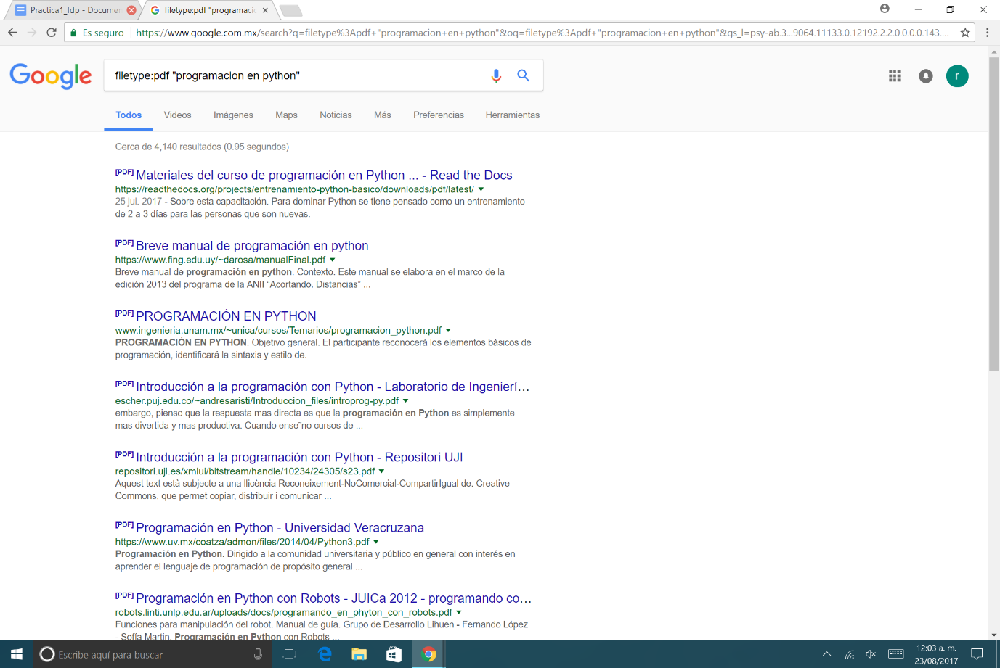 Practica1_fdp - Documen
filetype:pdf "programacio
Es seguro
https://www.google.com.mx/search?q=filetype%3Apdf+"programacion+en+python"&oq=filetype%3Apdf+"programacion+en+python"&gs_l=psy-ab.3...9064.11133.0.12192.2.2.0.0.0.0.143....
Google
filetype:pdf "programacion en python"
r
Todos Videos Imágenes Maps Noticias Más Preferencias Herramientas
Cerca de 4,140 resultados (0.95 segundos)
[PDF] Materiales del curso de programación en Python ... - Read the Docs
https://readthedocs.org/projects/entrenamiento-python-basico/downloads/pdf/latest/
25 jul. 2017 - Sobre esta capacitación. Para dominar Python se tiene pensado como un entrenamiento
de 2 a 3 días para las personas que son nuevas.
[PDF] Breve manual de programación en python
https://www.fing.edu.uy/~darosa/manualFinal.pdf
Breve manual de programación en python. Contexto. Este manual se elabora en el marco de la
edición 2013 del programa de la ANII “Acortando. Distancias” ...
[PDF] PROGRAMACIÓN EN PYTHON
www.ingenieria.unam.mx/~unica/cursos/Temarios/programacion_python.pdf
PROGRAMACIÓN EN PYTHON. Objetivo general. El participante reconocerá los elementos básicos de
programación, identificará la sintaxis y estilo de.
[PDF] Introducción a la programación con Python - Laboratorio de Ingenierí...
escher.puj.edu.co/~andresaristi/Introduccion_files/introprog-py.pdf
embargo, pienso que la respuesta mas directa es que la programación en Python es simplemente
mas divertida y mas productiva. Cuando ense¨no cursos de ...
[PDF] Introducción a la programación con Python - Repositori UJI
repositori.uji.es/xmlui/bitstream/handle/10234/24305/s23.pdf
Aquest text està subjecte a una llicència Reconeixement-NoComercial-CompartirIgual de. Creative
Commons, que permet copiar, distribuir i comunicar ...
[PDF] Programación en Python - Universidad Veracruzana
https://www.uv.mx/coatza/admon/files/2014/04/Python3.pdf
Programación en Python. Dirigido a la comunidad universitaria y público en general con interés en
aprender el lenguaje de programación de propósito general ...
[PDF] Programación en Python con Robots - JUICa 2012 - programando co...
robots.linti.unlp.edu.ar/uploads/docs/programando_en_phyton_con_robots.pdf
Funciones para manipulación del robot. Manual de guía. Grupo de Desarrollo Lihuen - Fernando López
- Sofía Martin. Programación en Python con Robots ...
Escribe aquí para buscar
12:03 a. m.
23/08/2017